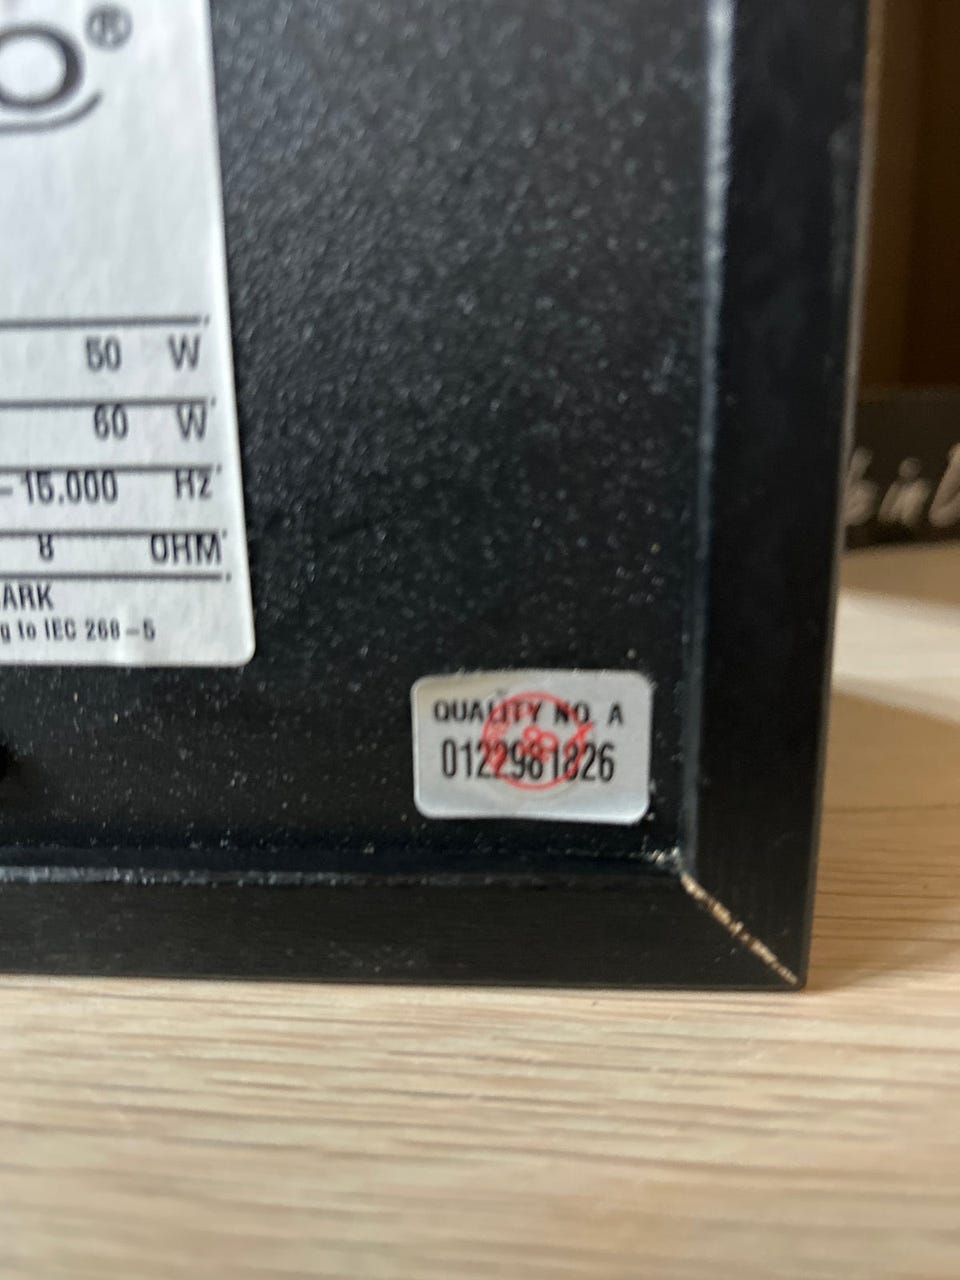 O®
50 W
60 W
– 15.000 Hz
8 OHM
ARK
g to IEC 268 – 5
QUALITY NO. A
0122981826